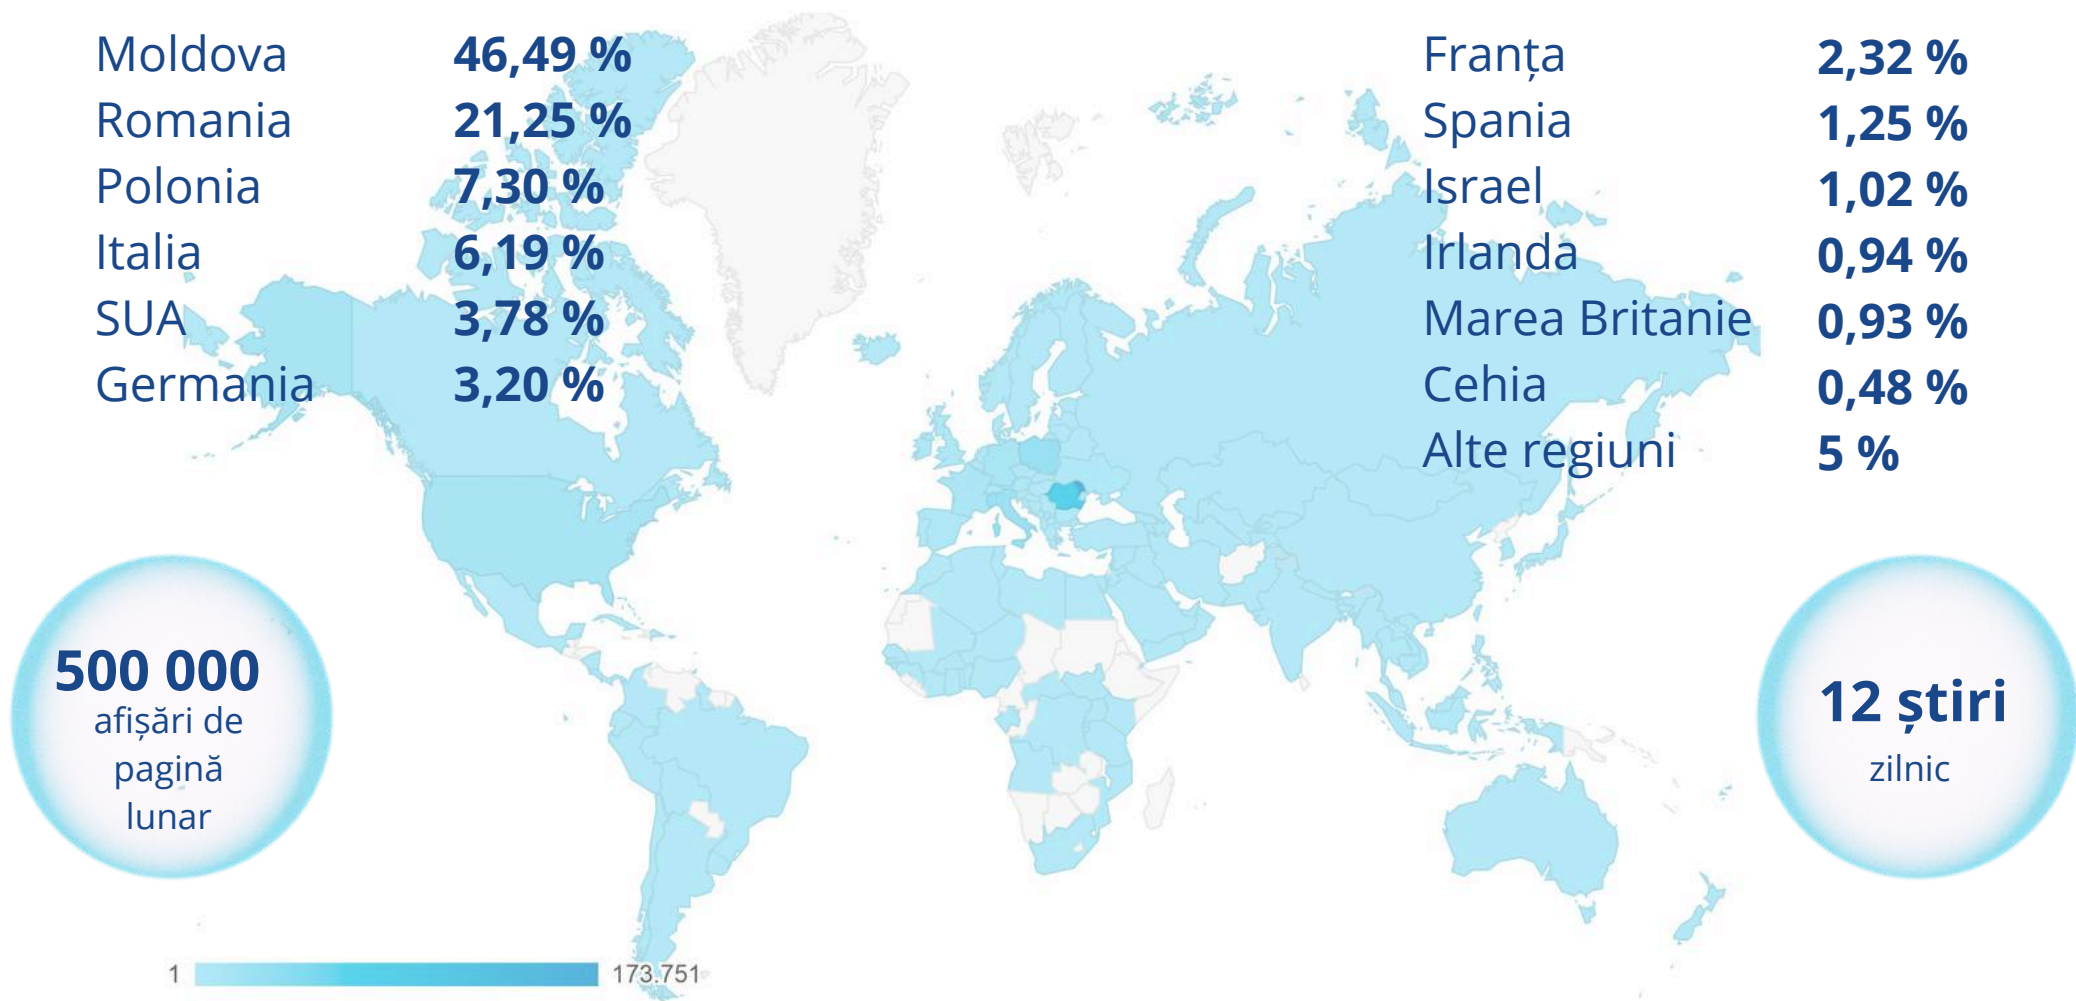 Moldova 46,49 %
Romania 21,25 %
Polonia 7,30 %
Italia 6,19 %
SUA 3,78 %
Germania 3,20 %
Franța 2,32 %
Spania 1,25 %
Israel 1,02 %
Irlanda 0,94 %
Marea Britanie 0,93 %
Cehia 0,48 %
Alte regiuni 5 %
500 000
afișări de
pagină
lunar
12 știri
zilnic
1 173.751